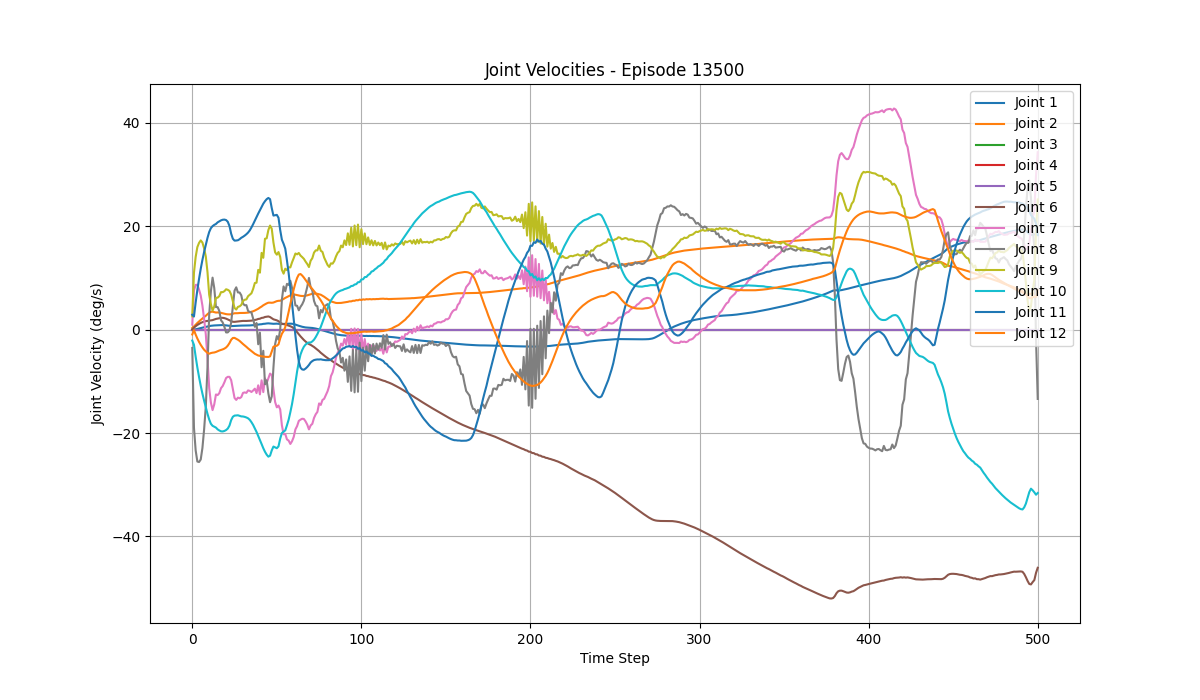 Joint Velocities - Episode 13500
Joint Velocity (deg/s)
40
20
0
−20
−40
0
100
200
300
400
500
Time Step
Joint 1
Joint 2
Joint 3
Joint 4
Joint 5
Joint 6
Joint 7
Joint 8
Joint 9
Joint 10
Joint 11
Joint 12